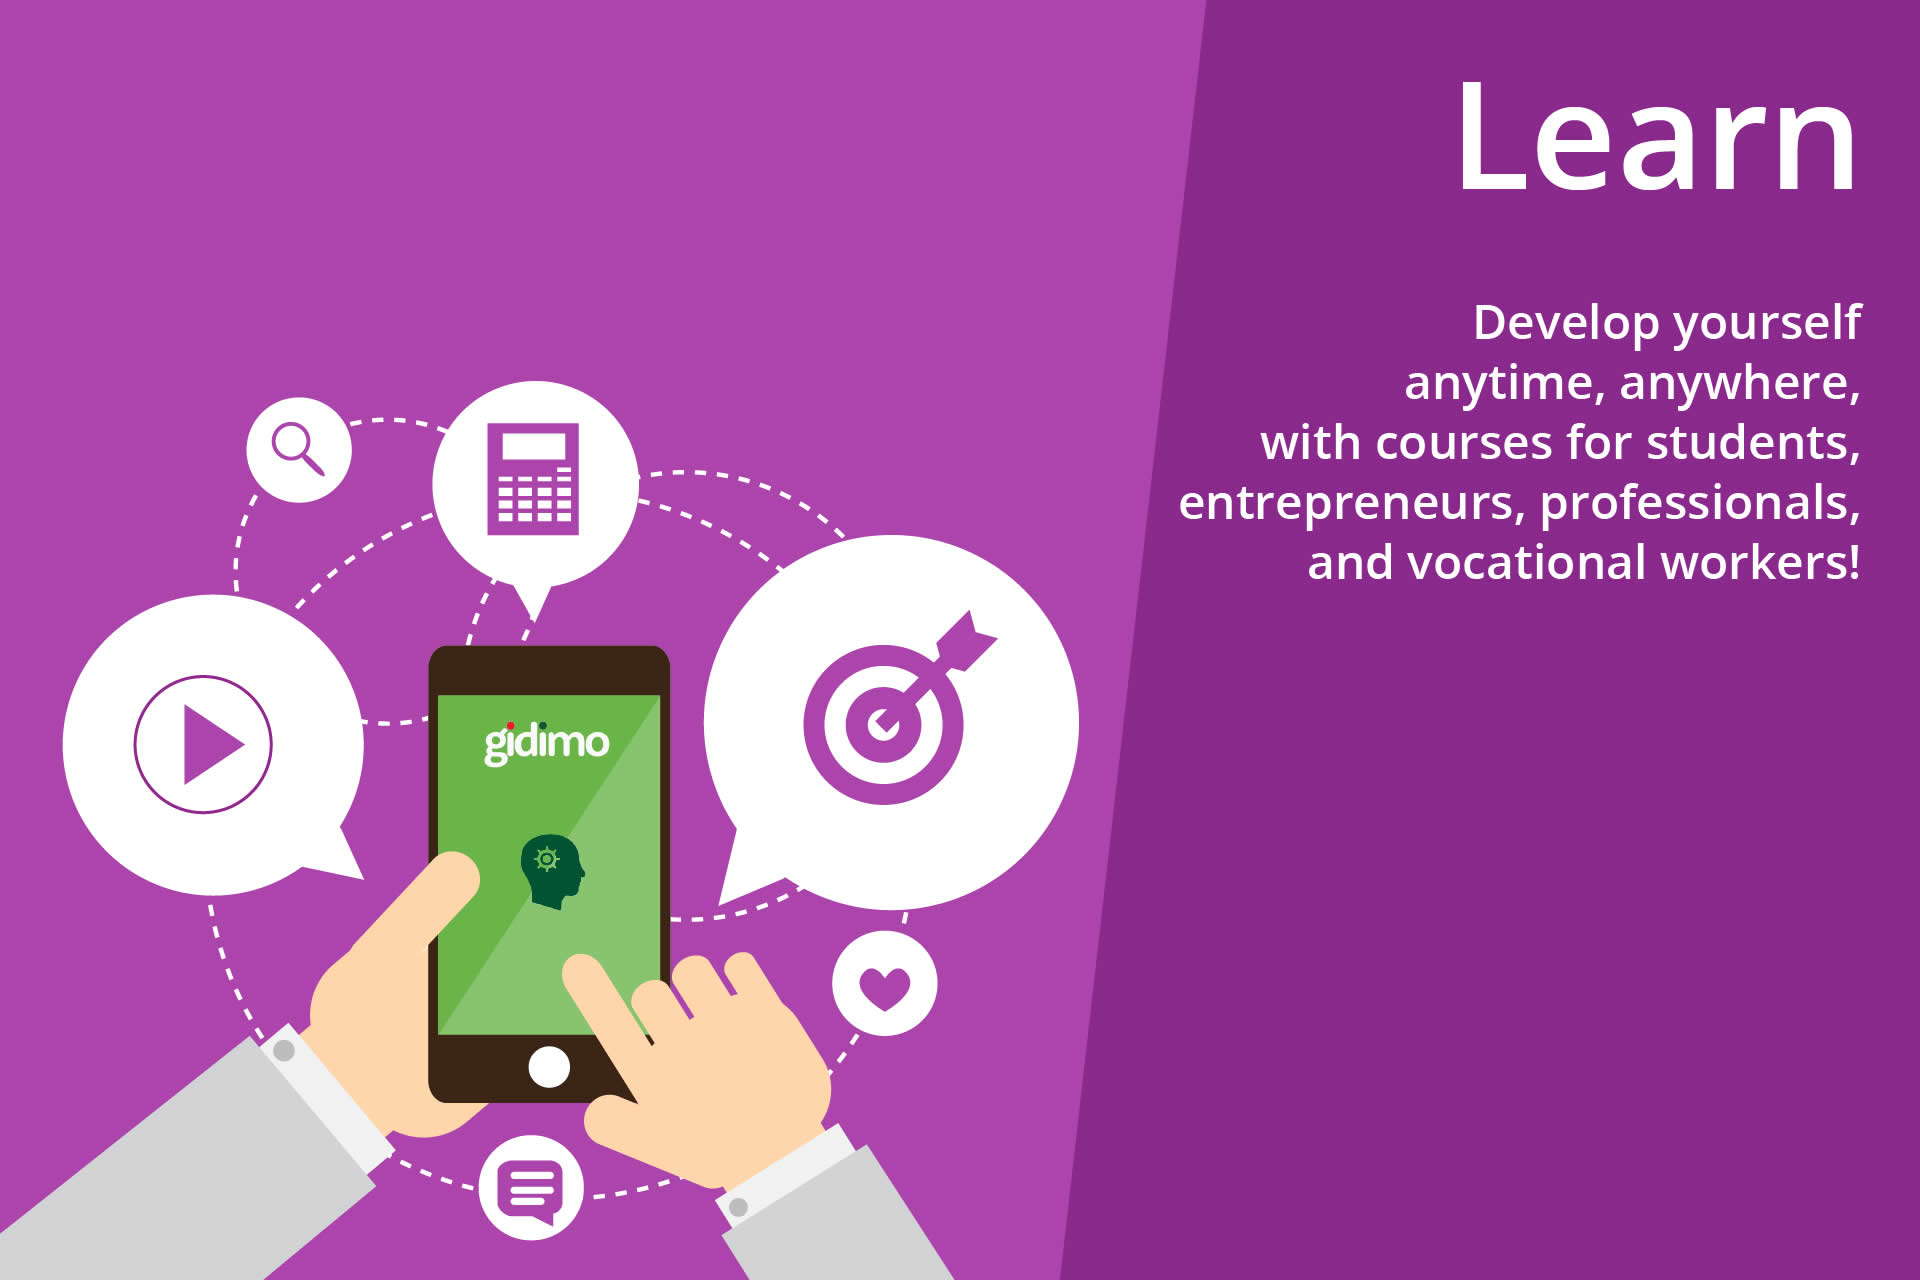 Learn
Develop yourself
anytime, anywhere,
with courses for students,
entrepreneurs, professionals,
and vocational workers!
gidimo